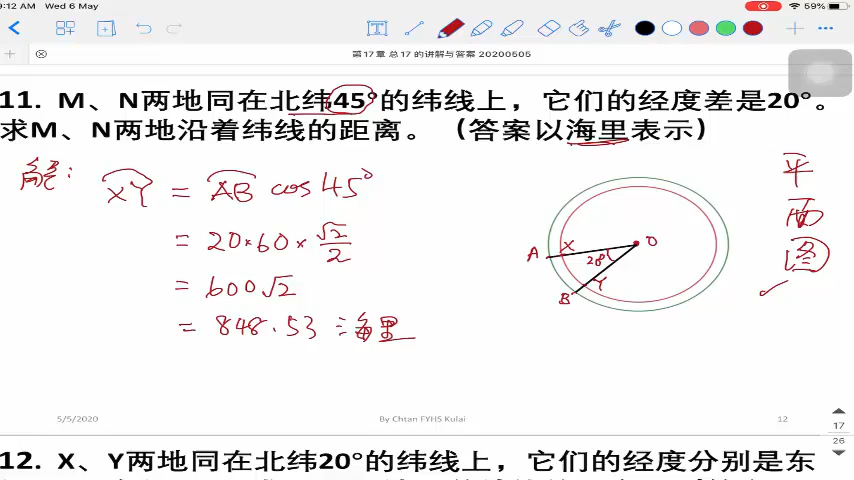 9:12 AM Wed 6 May
59%
第17章 总17 的讲解与答案 20200505
11. M、N两地同在北纬45°的纬线上，它们的经度差是20°。
求M、N两地沿着纬线的距离。（答案以海里表示）
解：
XY = AB cos 45°
= 20×60×√2/2
= 600√2
= 848.53 海里
A X O
20°
B Y
平面图
5/5/2020 By Chtan FYHS Kulai 12
17
26
12. X、Y两地同在北纬20°的纬线上，它们的经度分别是东